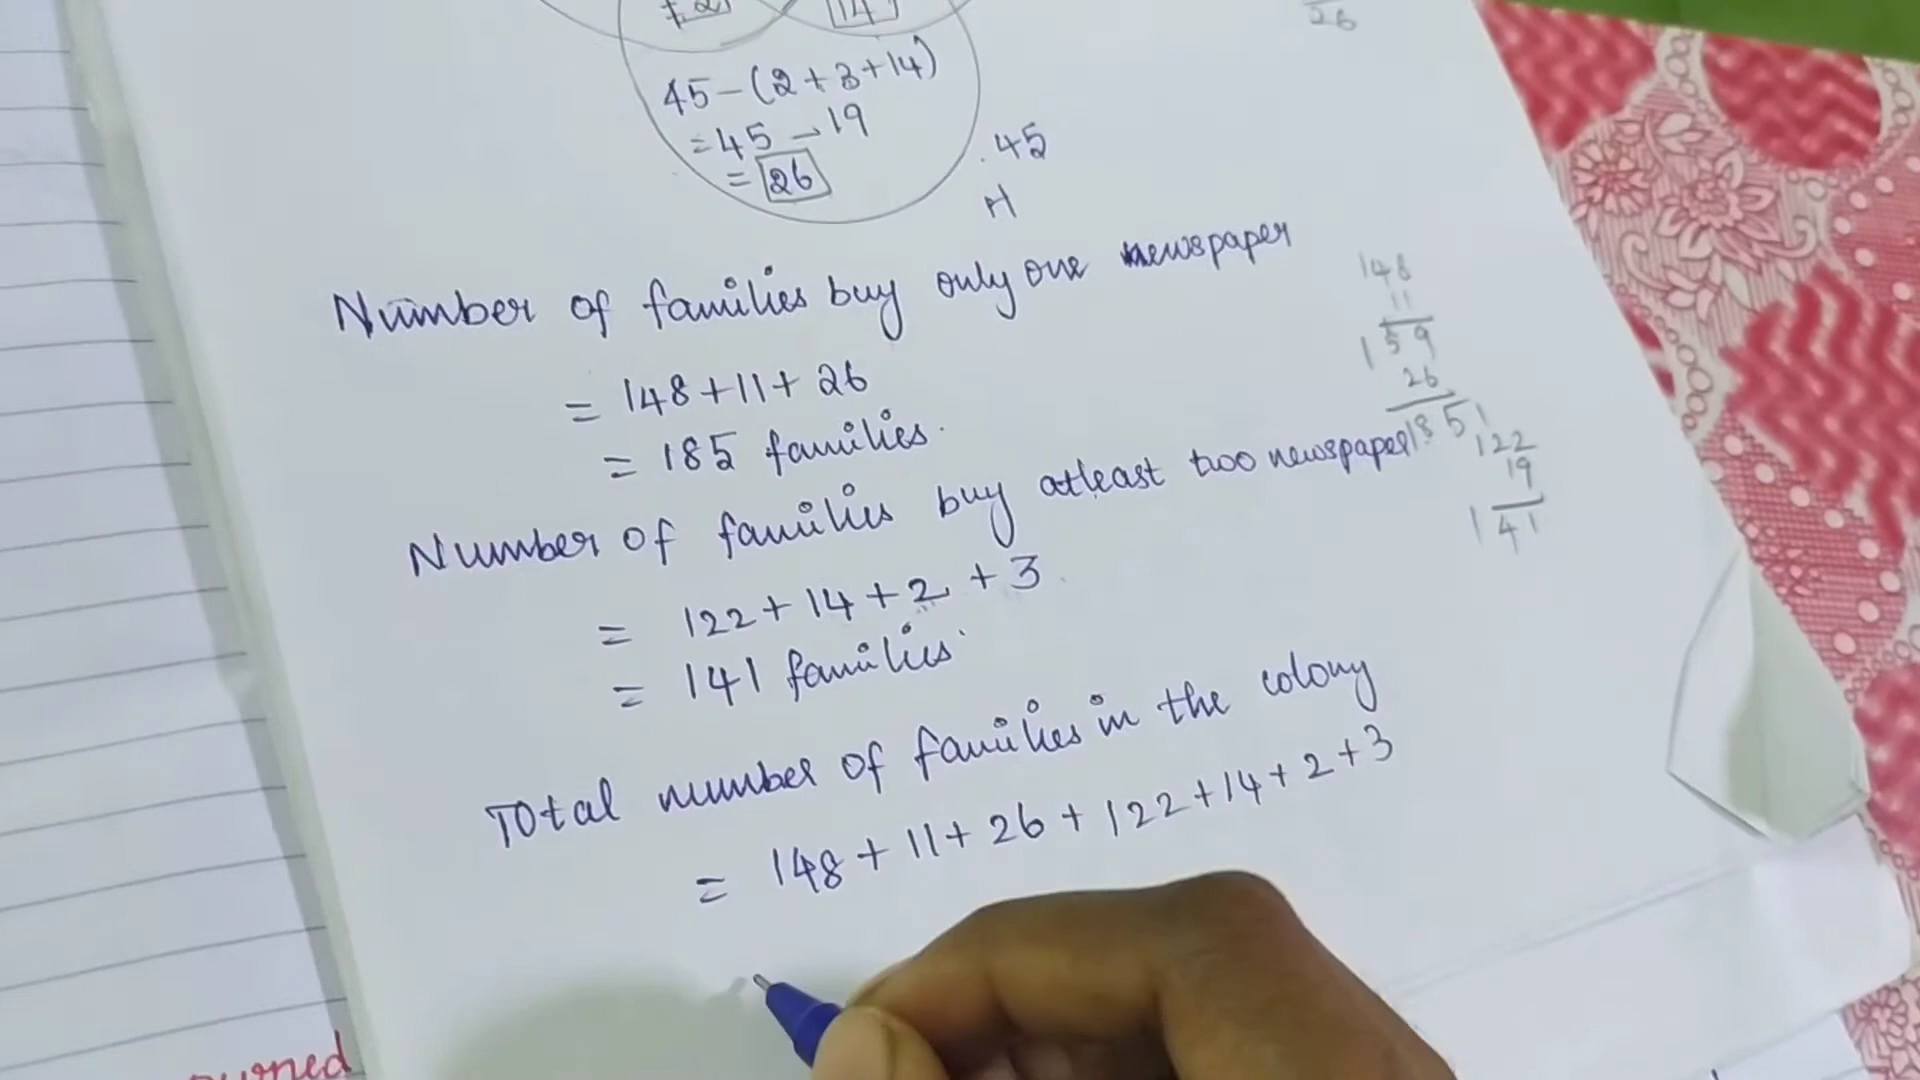 14
26
45-(2+3+14)
=45-19
=26
45
H
Number of families buy only one newspaper
= 148+11+26
= 185 families.
148
11
159
26
185
Number of families buy atleast two newspaper
= 122+14+2+3
= 141 families.
122
19
141
Total number of families in the colony
= 148+11+26+122+14+2+3